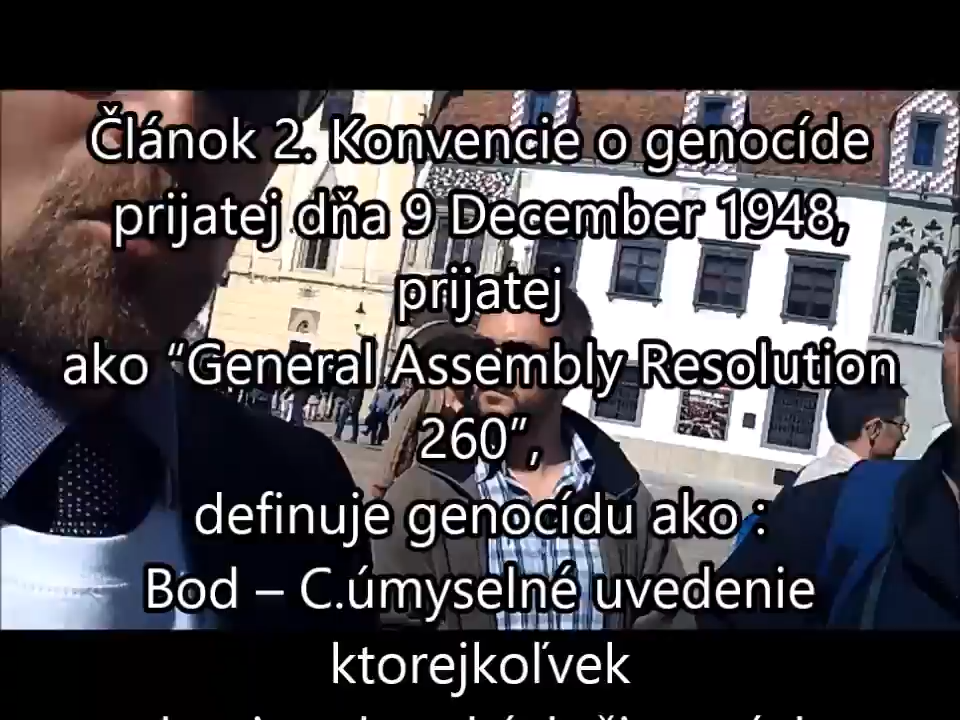 Článok 2. Konvencie o genocíde
prijatej dňa 9 December 1948,
prijatej
ako “General Assembly Resolution
260”,
definuje genocídu ako :
Bod – C.úmyselné uvedenie
ktorejkoľvek